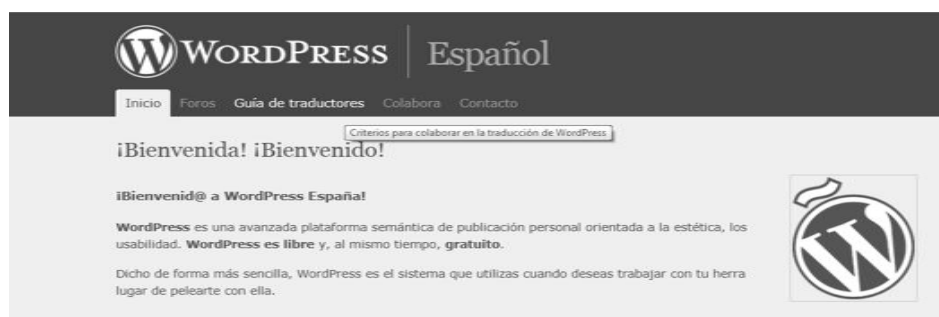 WORDPRESS Español
Inicio Foros Guía de traductores Colabora Contacto
Criterios para colaborar en la traducción de WordPress
¡Bienvenida! ¡Bienvenido!
¡Bienvenid@ a WordPress España!
WordPress es una avanzada plataforma semántica de publicación personal orientada a la estética, los
usabilidad. WordPress es libre y, al mismo tiempo, gratuito.
Dicho de forma más sencilla, WordPress es el sistema que utilizas cuando deseas trabajar con tu herra
lugar de pelearte con ella.